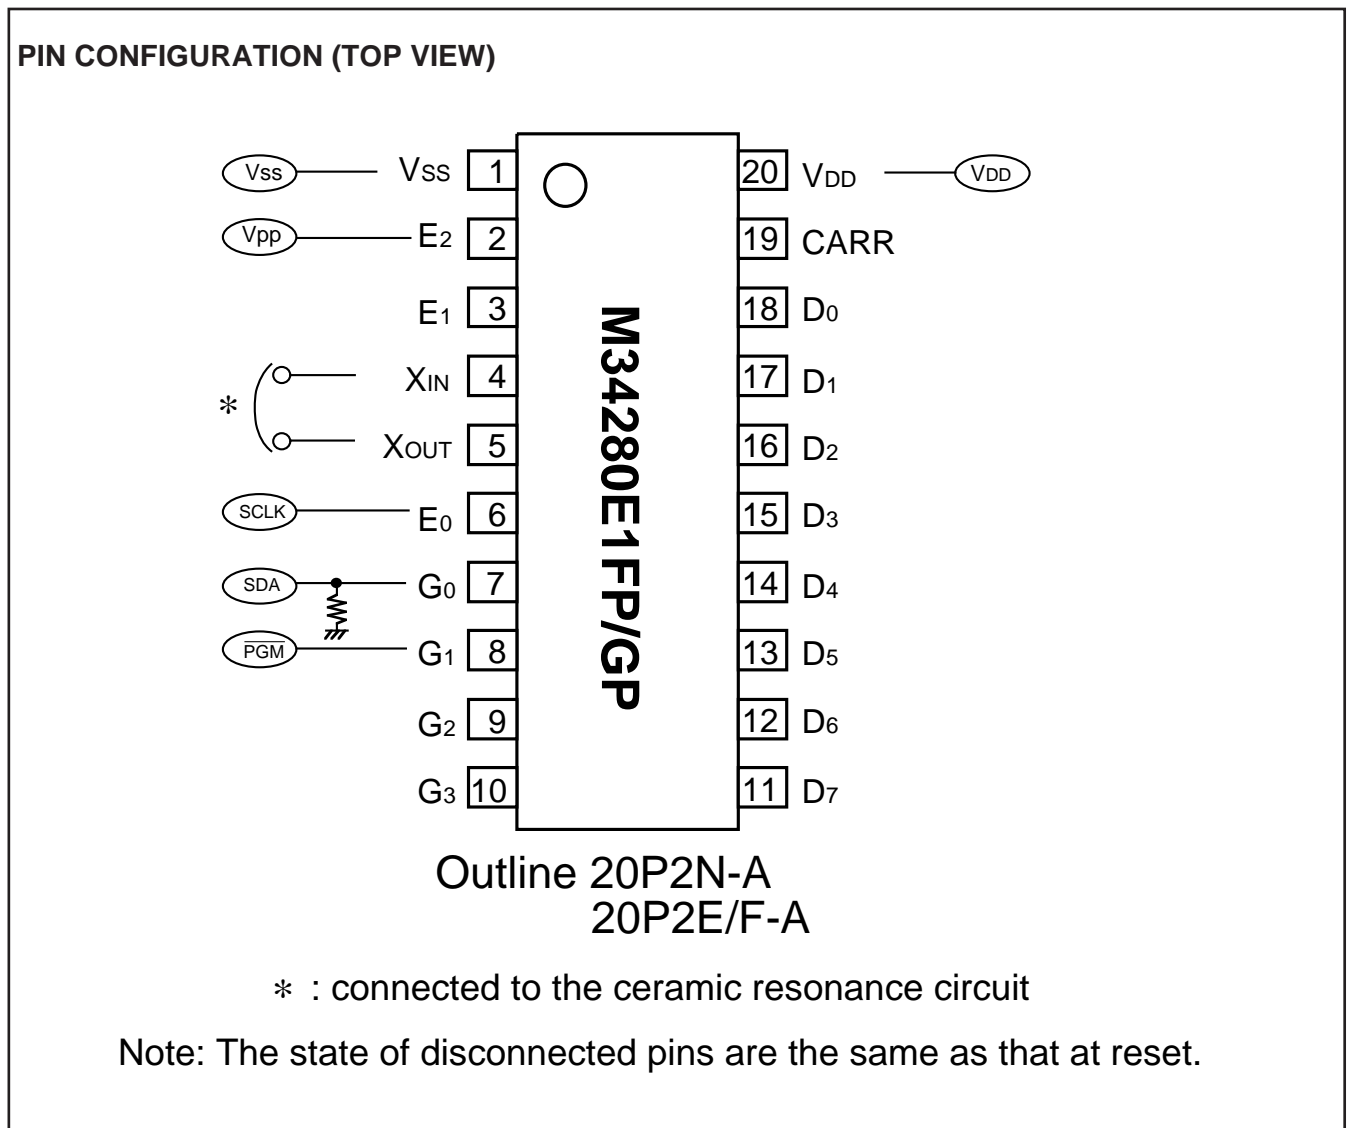 PIN CONFIGURATION (TOP VIEW)
Vss VSS 1 20 VDD VDD
Vpp E2 2 19 CARR
E1 3 18 D0
XIN 4 17 D1
*
XOUT 5 16 D2
SCLK E0 6 15 D3
SDA G0 7 14 D4
PGM G1 8 13 D5
G2 9 12 D6
G3 10 11 D7
M34280E1FP/GP
Outline 20P2N-A
20P2E/F-A
* : connected to the ceramic resonance circuit
Note: The state of disconnected pins are the same as that at reset.